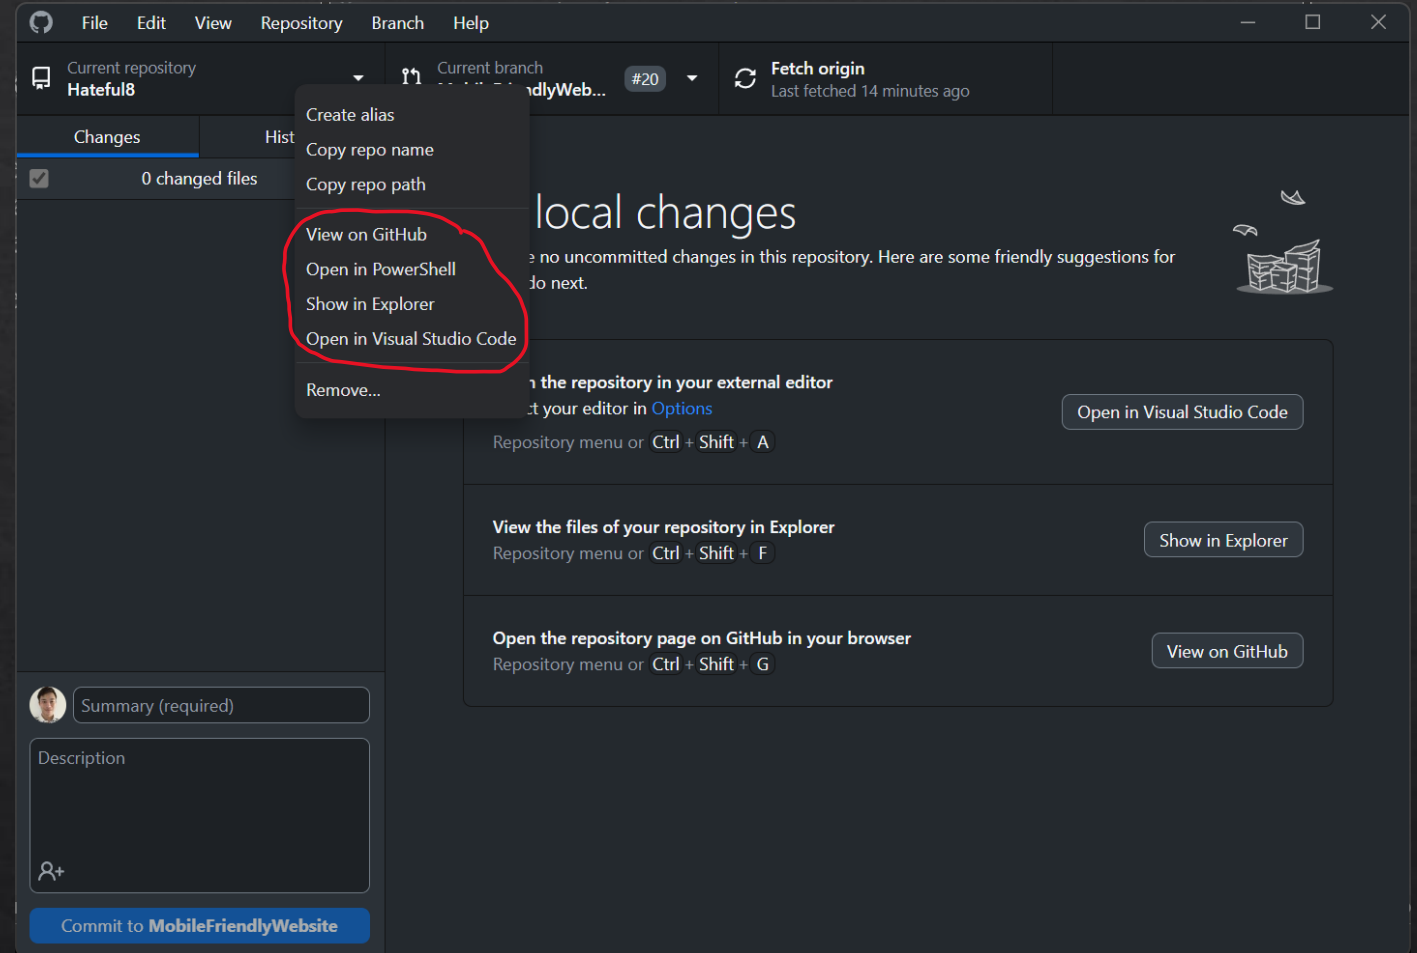 File Edit View Repository Branch Help
Current repository
Hateful8
Current branch
ndlyWeb... #20
Fetch origin
Last fetched 14 minutes ago
Changes
Hist
0 changed files
Create alias
Copy repo name
Copy repo path
View on GitHub
Open in PowerShell
Show in Explorer
Open in Visual Studio Code
Remove...
local changes
no uncommitted changes in this repository. Here are some friendly suggestions for
do next.
the repository in your external editor
your editor in Options
Repository menu or Ctrl + Shift + A
Open in Visual Studio Code
View the files of your repository in Explorer
Repository menu or Ctrl + Shift + F
Show in Explorer
Open the repository page on GitHub in your browser
Repository menu or Ctrl + Shift + G
View on GitHub
Summary (required)
Description
Commit to MobileFriendlyWebsite